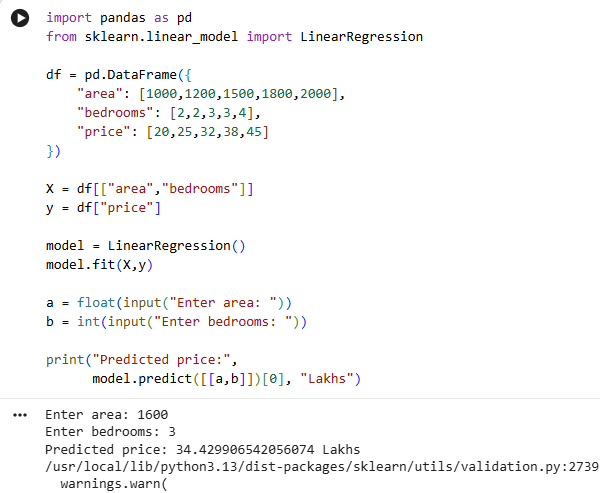 import pandas as pd
from sklearn.linear_model import LinearRegression
df = pd.DataFrame({
    "area": [1000,1200,1500,1800,2000],
    "bedrooms": [2,2,3,3,4],
    "price": [20,25,32,38,45]
})
X = df[["area","bedrooms"]]
y = df["price"]
model = LinearRegression()
model.fit(X,y)
a = float(input("Enter area: "))
b = int(input("Enter bedrooms: "))
print("Predicted price:",
      model.predict([[a,b]])[0], "Lakhs")
Enter area: 1600
Enter bedrooms: 3
Predicted price: 34.429906542056074 Lakhs
/usr/local/lib/python3.13/dist-packages/sklearn/utils/validation.py:2739
  warnings.warn(